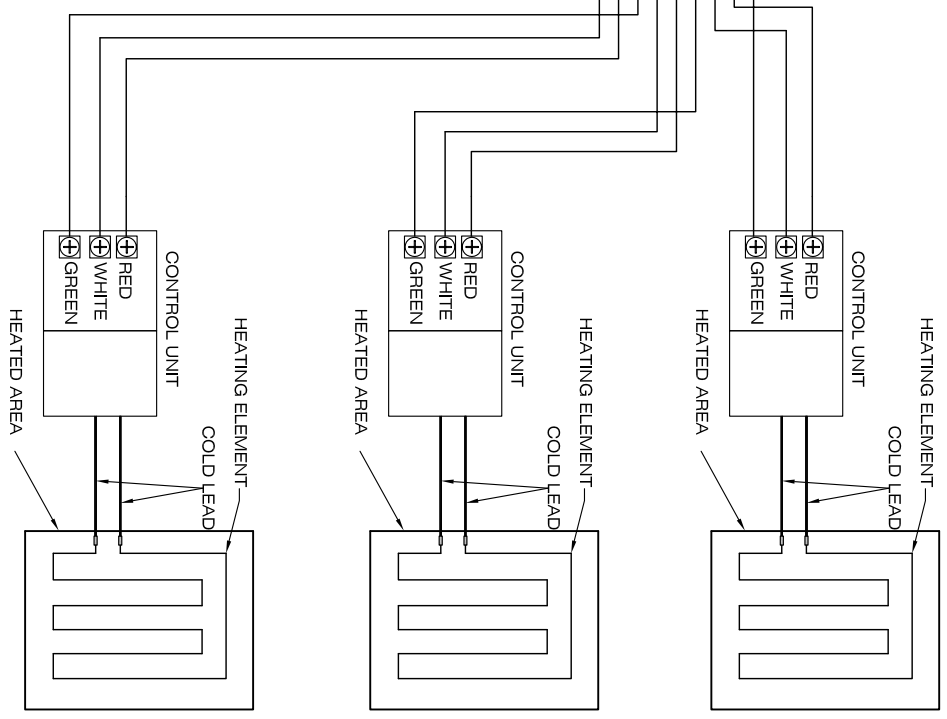 GREEN
WHITE
RED
CONTROL UNIT
HEATED AREA
HEATING ELEMENT
COLD LEAD
GREEN
WHITE
RED
CONTROL UNIT
HEATED AREA
HEATING ELEMENT
COLD LEAD
GREEN
WHITE
RED
CONTROL UNIT
HEATED AREA
HEATING ELEMENT
COLD LEAD